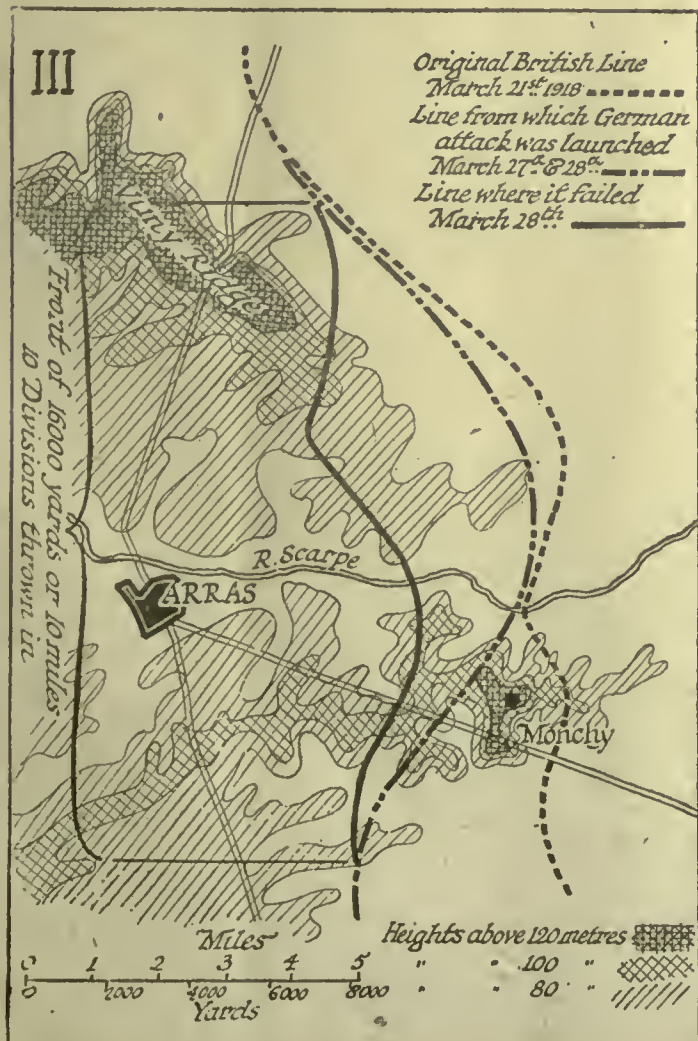 III
Original British Line
March 21st 1918
Line from which German
attack was launched
March 27th & 28th
Line where it failed
March 28th
Vimy Ridge
Front of 16000 yards or 10 miles
10 Divisions thrown in
R. Scarpe
ARRAS
Monchy
Miles
0 1 2 3 4 5
0 2000 4000 6000 8000
Yards
Heights above 120 metres
" " 100 "
" " 80 "